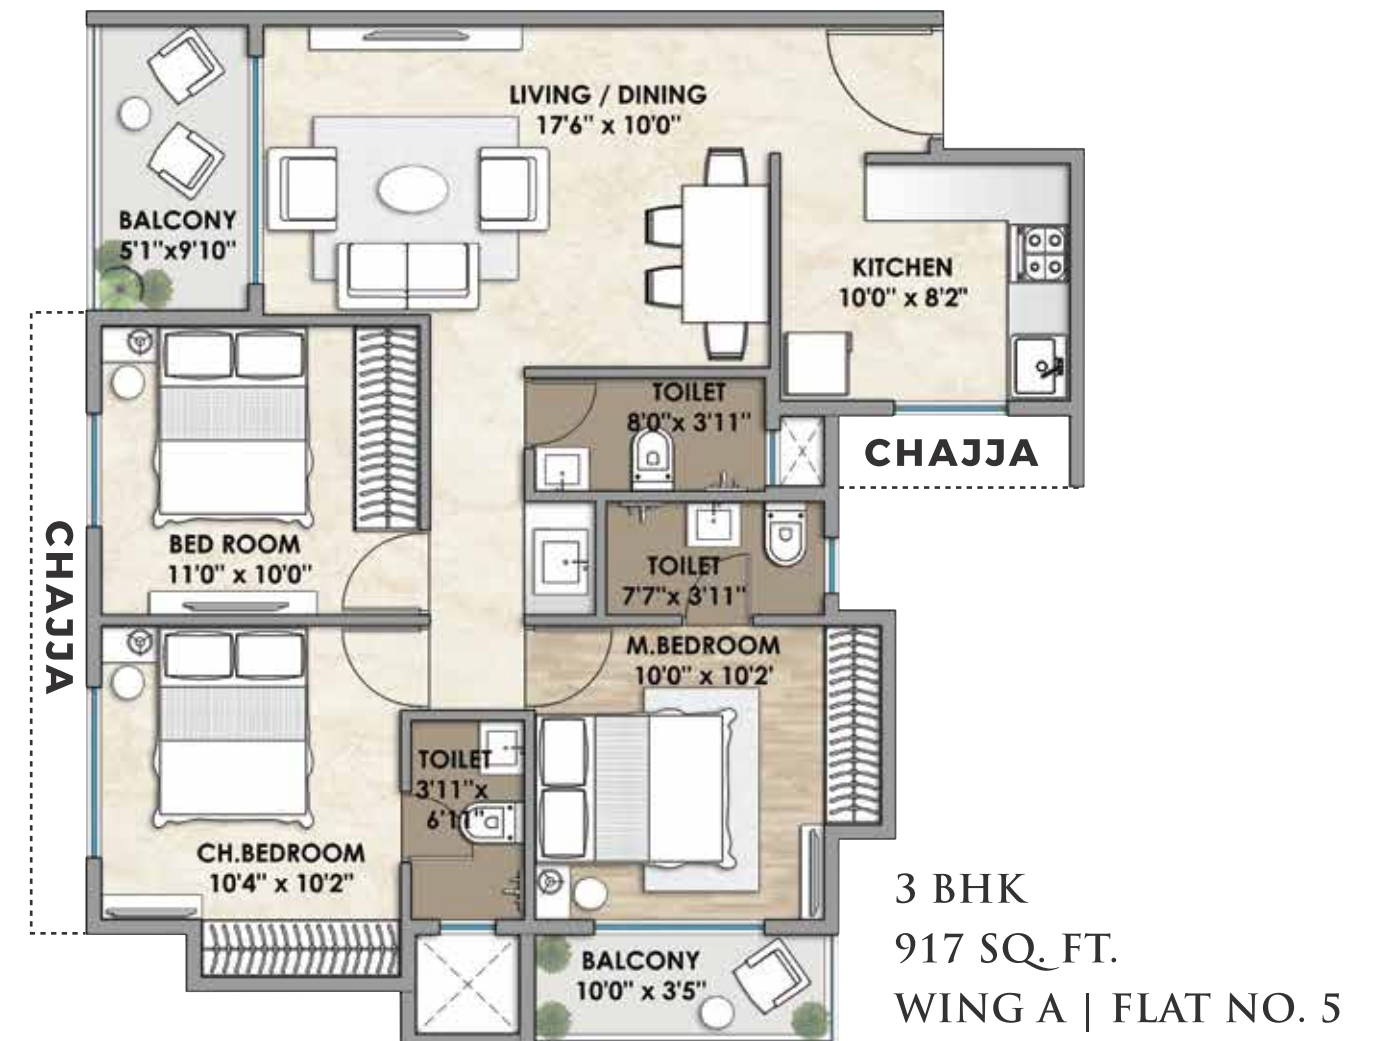 LIVING / DINING
17'6" x 10'0"
BALCONY
5'1"x9'10"
KITCHEN
10'0" x 8'2"
TOILET
8'0"x 3'11"
CHAJJA
BED ROOM
11'0" x 10'0"
CHAJJA
TOILET
7'7"x 3'11"
M.BEDROOM
10'0" x 10'2'
TOILET
3'11"x
6'11"
CH.BEDROOM
10'4" x 10'2"
BALCONY
10'0" x 3'5"
3 BHK
917 SQ. FT.
WING A | FLAT NO. 5